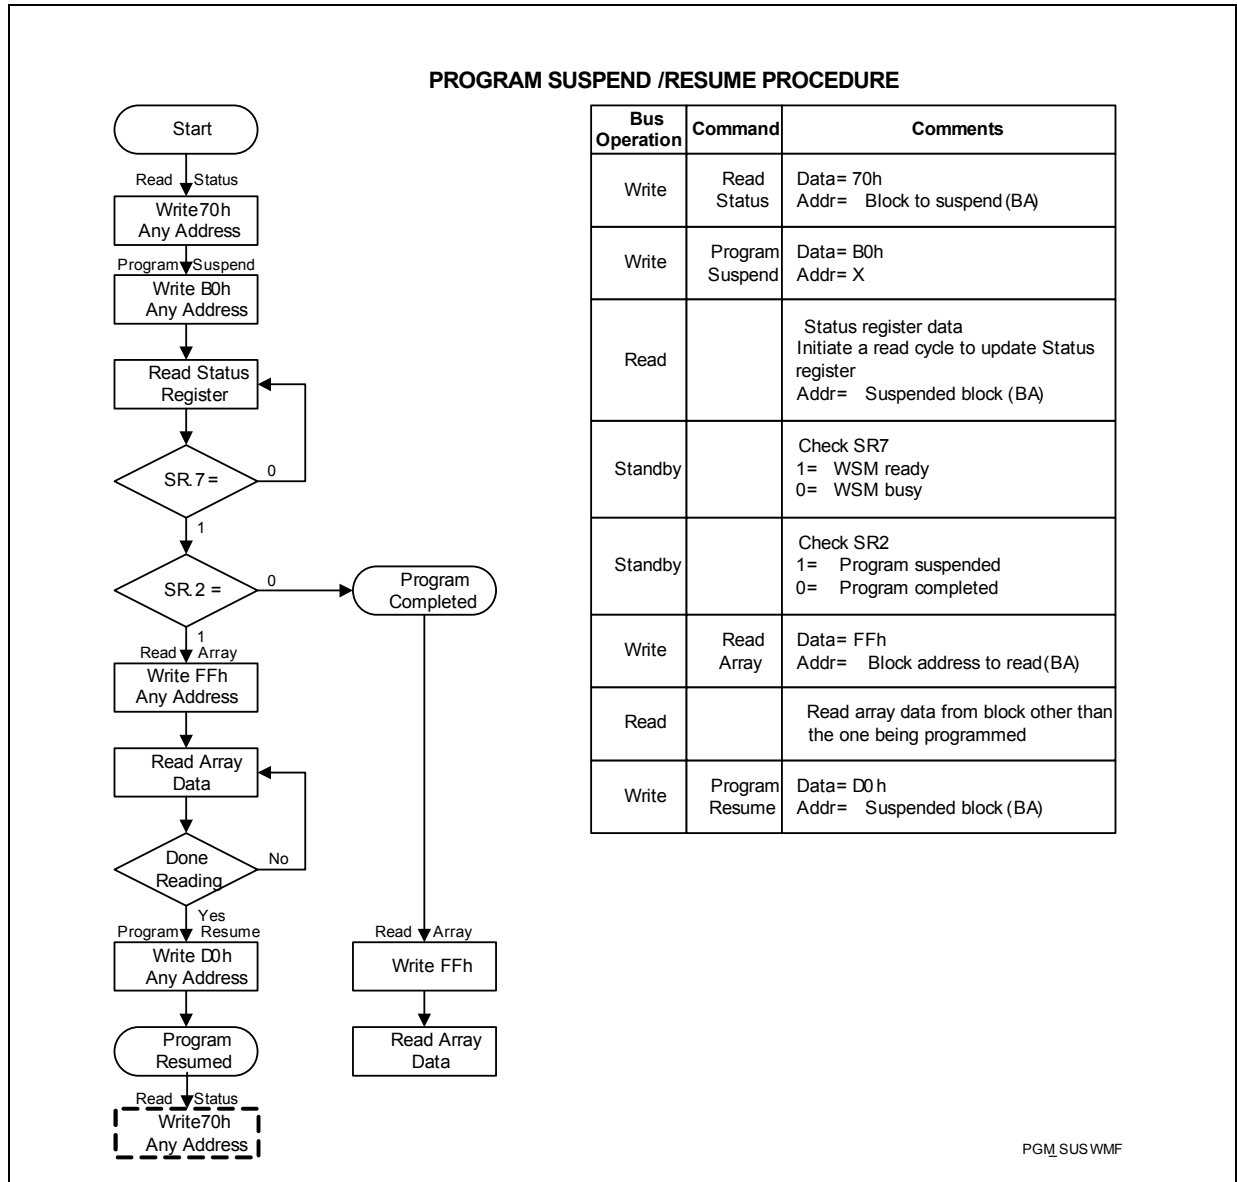 PROGRAM SUSPEND /RESUME PROCEDURE
Start
Read Status
Write70h
Any Address
Program Suspend
Write B0h
Any Address
Read Status
Register
SR.7 =
0
1
SR.2 =
0
Program
Completed
1
Read Array
Write FFh
Any Address
Read Array
Data
Done
Reading
No
Yes
Program Resume
Write D0h
Any Address
Program
Resumed
Read Status
Write70h
Any Address
Read Array
Write FFh
Read Array
Data
Bus
Operation
Command
Comments
Write
Read
Status
Data= 70h
Addr= Block to suspend (BA)
Write
Program
Suspend
Data= B0h
Addr= X
Read
Status register data
Initiate a read cycle to update Status
register
Addr= Suspended block (BA)
Standby
Check SR7
1= WSM ready
0= WSM busy
Standby
Check SR2
1= Program suspended
0= Program completed
Write
Read
Array
Data= FFh
Addr= Block address to read (BA)
Read
Read array data from block other than
the one being programmed
Write
Program
Resume
Data= D0h
Addr= Suspended block (BA)
PGM_SUSWMF